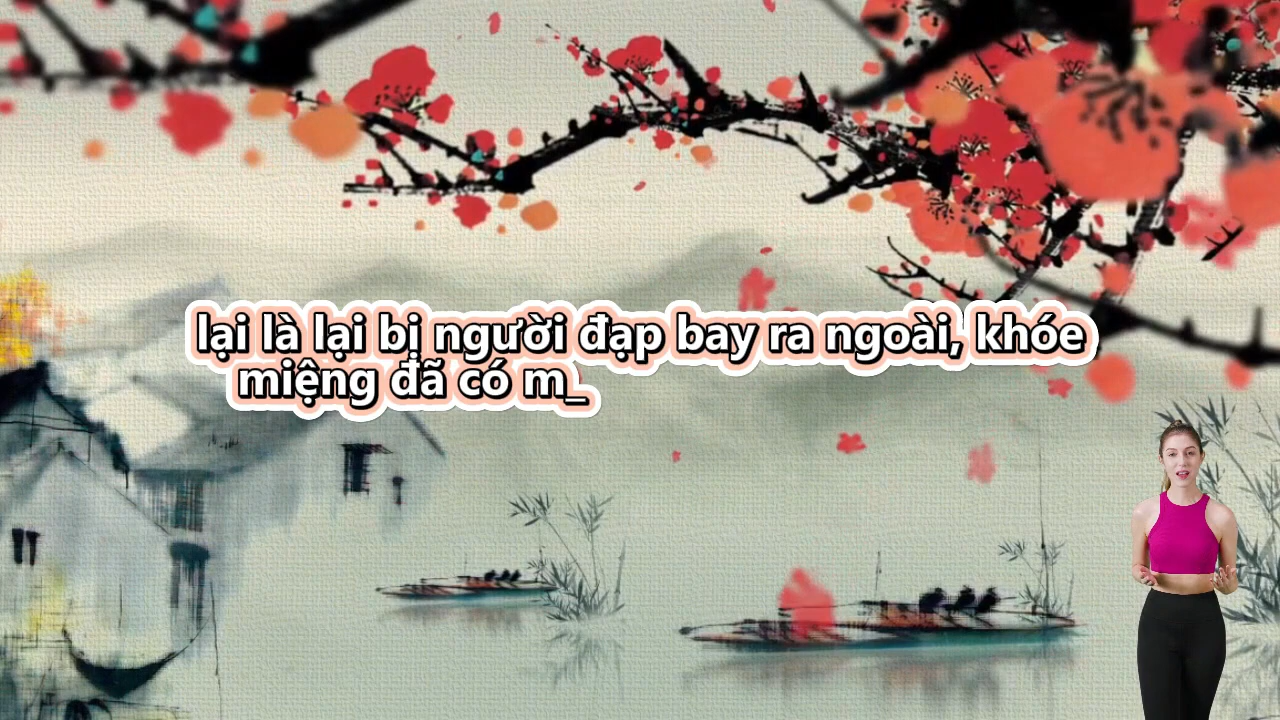 lại là lại bị người đạp bay ra ngoài, khóe
miệng đã có m_